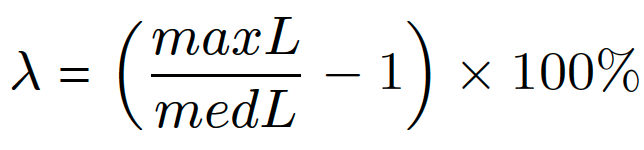 λ = (maxL/medL − 1) × 100%